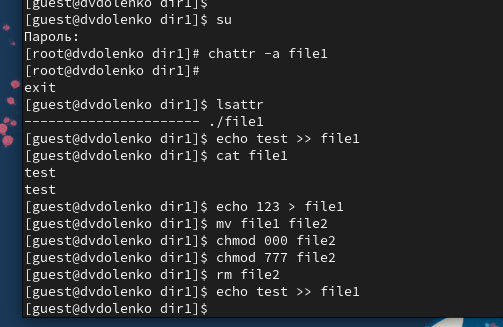 [guest@dvdolenko dir1]$
[guest@dvdolenko dir1]$ su
Пароль:
[root@dvdolenko dir1]# chattr -a file1
[root@dvdolenko dir1]#
exit
[guest@dvdolenko dir1]$ lsattr
---------------------- ./file1
[guest@dvdolenko dir1]$ echo test >> file1
[guest@dvdolenko dir1]$ cat file1
test
test
[guest@dvdolenko dir1]$ echo 123 > file1
[guest@dvdolenko dir1]$ mv file1 file2
[guest@dvdolenko dir1]$ chmod 000 file2
[guest@dvdolenko dir1]$ chmod 777 file2
[guest@dvdolenko dir1]$ rm file2
[guest@dvdolenko dir1]$ echo test >> file1
[guest@dvdolenko dir1]$